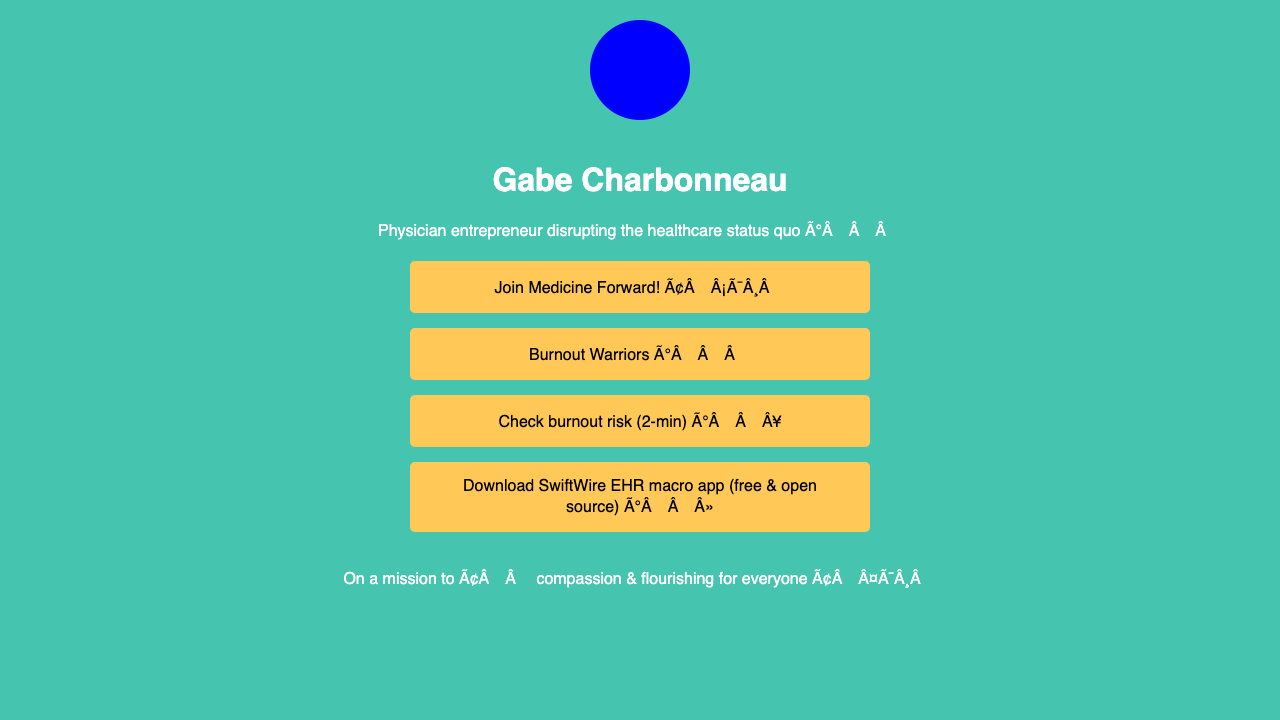 Gabe Charbonneau
Physician entrepreneur disrupting the healthcare status quo Ã°Â Â Â
Join Medicine Forward! Ã¢Â Â¡Ã¯Â¸Â
Burnout Warriors Ã°Â Â Â
Check burnout risk (2-min) Ã°Â Â Â¥
Download SwiftWire EHR macro app (free & open
source) Ã°Â Â Â»
On a mission to Ã¢Â Â compassion & flourishing for everyone Ã¢Â Â¤Ã¯Â¸Â